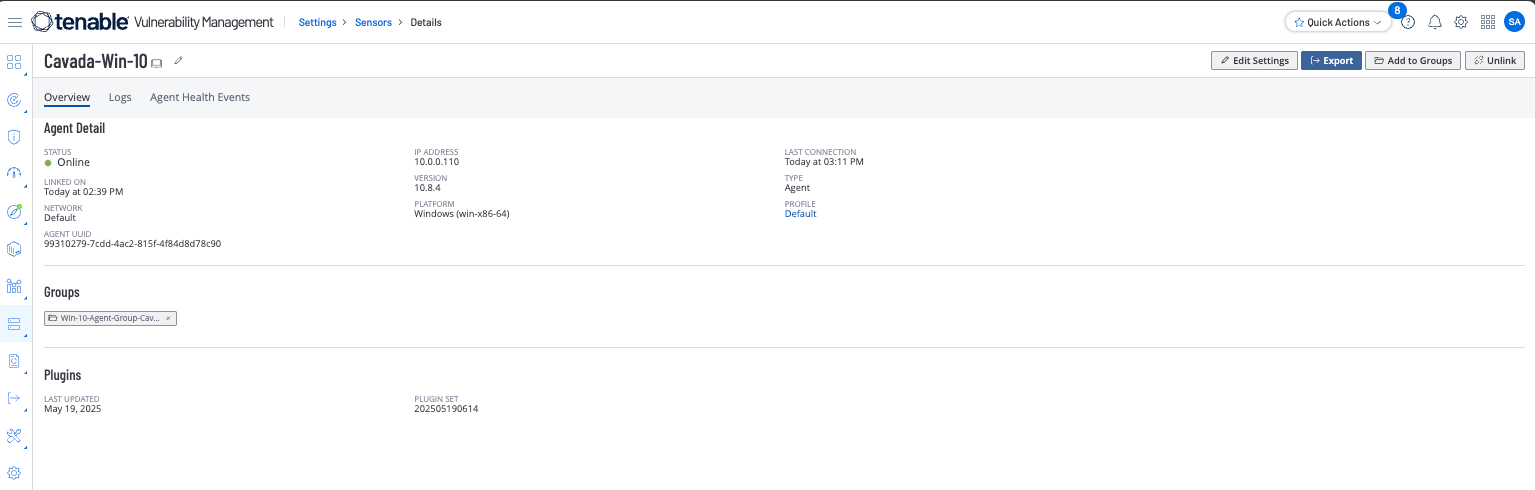 tenable Vulnerability Management Settings > Sensors > Details Quick Actions 8 ? SA
Cavada-Win-10 Edit Settings Export Add to Groups Unlink
Overview Logs Agent Health Events
Agent Detail
STATUS IP ADDRESS LAST CONNECTION
Online 10.0.0.110 Today at 03:11 PM
LINKED ON VERSION TYPE
Today at 02:39 PM 10.8.4 Agent
NETWORK PLATFORM PROFILE
Default Windows (win-x86-64) Default
AGENT UUID
99310279-7cdd-4ac2-815f-4f84d8d78c90
Groups
Win-10-Agent-Group-Cav... ×
Plugins
LAST UPDATED PLUGIN SET
May 19, 2025 202505190614